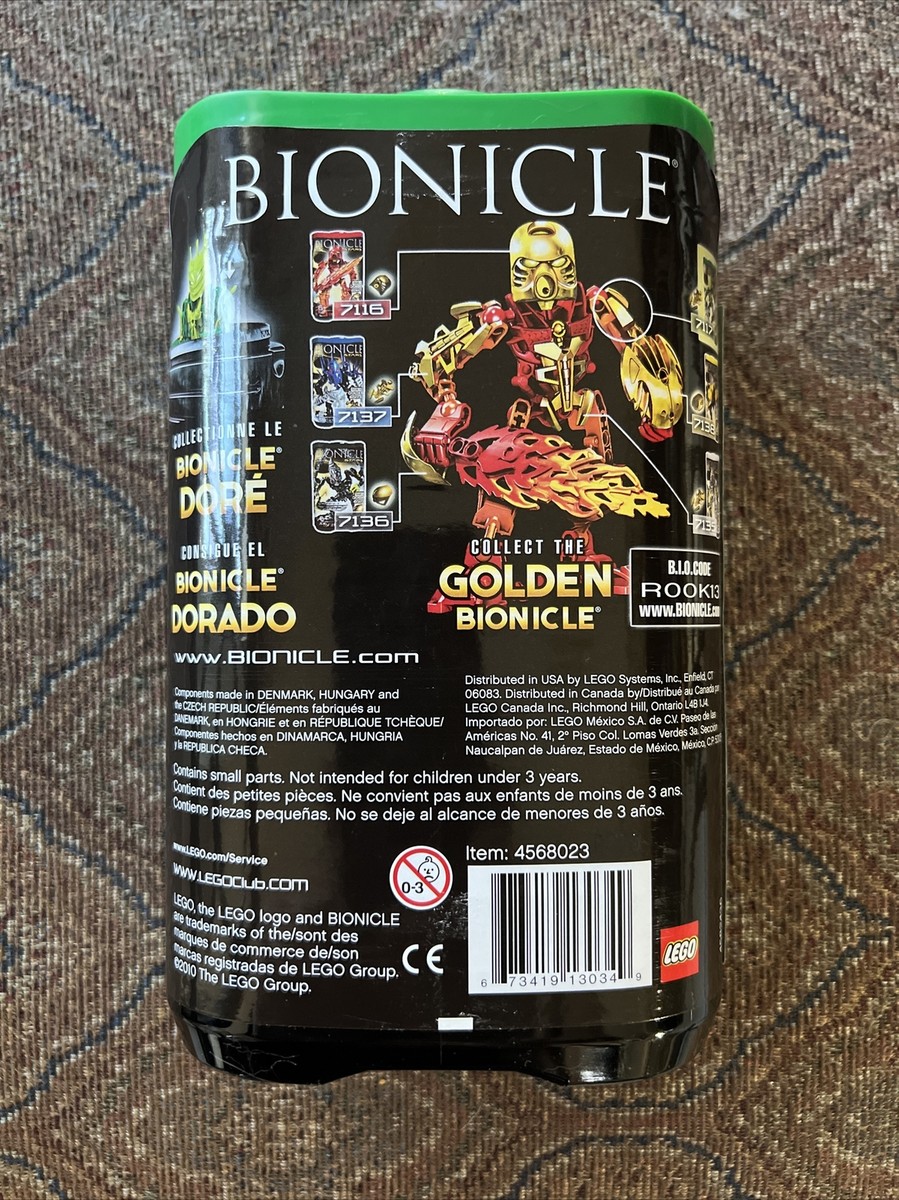 BIONICLE®
7116
7137
7136
COLLECTIONNE LE
BIONICLE®
DORÉ
CONSIGUE EL
BIONICLE®
DORADO
COLLECT THE
GOLDEN
BIONICLE®
B.I.O.CODE
ROOK13
www.BIONICLE.com
www.BIONICLE.com
Components made in DENMARK, HUNGARY and
the CZECH REPUBLIC/Éléments fabriqués au
DANEMARK, en HONGRIE et en RÉPUBLIQUE TCHÈQUE/
Componentes hechos en DINAMARCA, HUNGRIA
y la REPUBLICA CHECA.
Distributed in USA by LEGO Systems, Inc., Enfield, CT
06083. Distributed in Canada by/Distribué au Canada par
LEGO Canada Inc., Richmond Hill, Ontario L4B 1J4.
Importado por: LEGO México S.A. de C.V. Paseo de las
Américas No. 41, 2º Piso Col. Lomas Verdes 3a. Sección
Naucalpan de Juárez, Estado de México, México, C.P.
Contains small parts. Not intended for children under 3 years.
Contient des petites pièces. Ne convient pas aux enfants de moins de 3 ans.
Contiene piezas pequeñas. No se deje al alcance de menores de 3 años.
www.LEGO.com/Service
www.LEGOClub.com
LEGO, the LEGO logo and BIONICLE
are trademarks of the/sont des
marques de commerce de/son
marcas registradas de LEGO Group.
©2010 The LEGO Group.
0-3
CE
Item: 4568023
6 73419 13034 9
LEGO